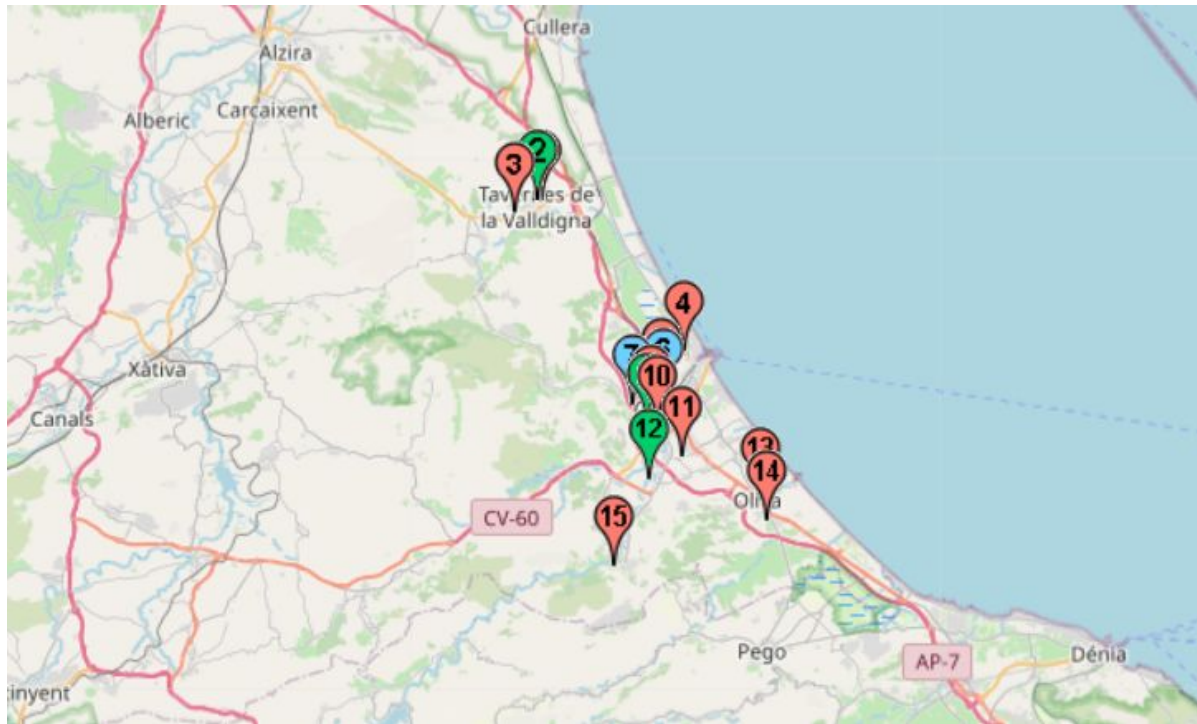 Cullera
Alzira
Carcaixent
Alberic
2
3
Tavernes de
la Valldigna
4
Xàtiva
6
7
10
Canals
11
12
13
14
CV-60
15
Pego
AP-7
Dénia